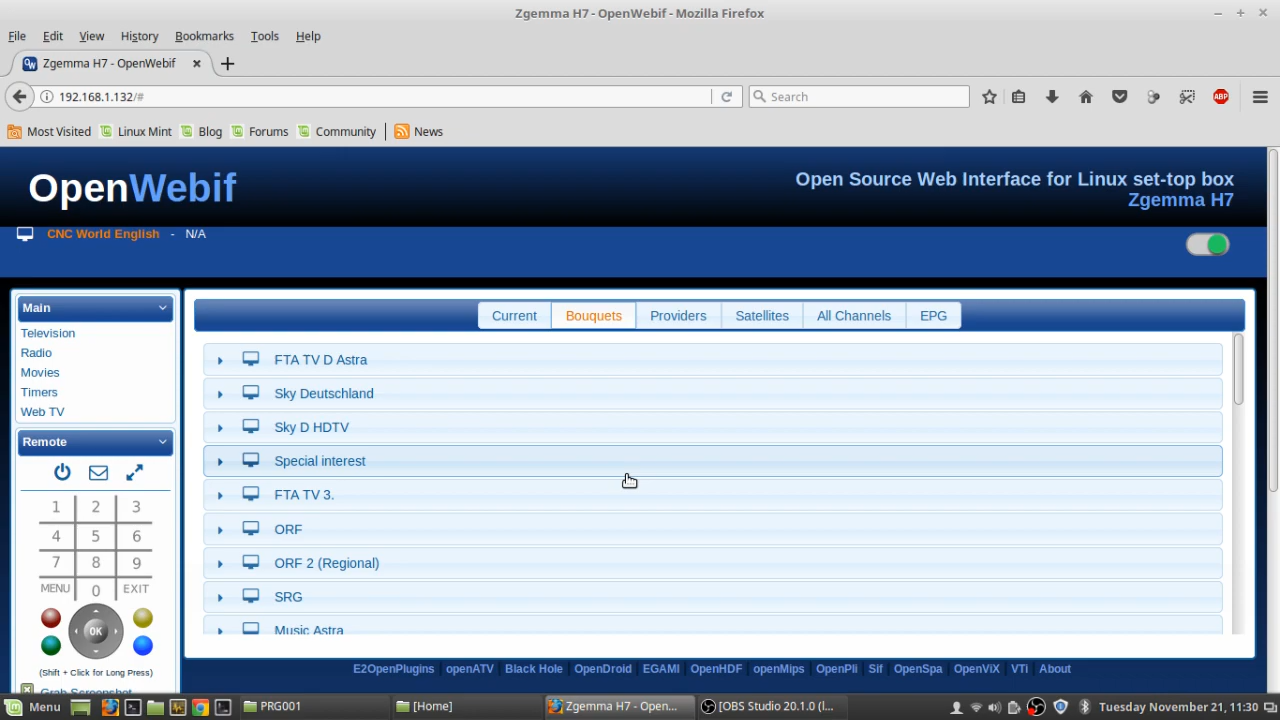 Zgemma H7 - OpenWebif - Mozilla Firefox
File Edit View History Bookmarks Tools Help
Zgemma H7 - OpenWebif
192.168.1.132/#
Search
ABP
Most Visited Linux Mint Blog Forums Community News
OpenWebif
Open Source Web Interface for Linux set-top box
Zgemma H7
CNC World English - N/A
Main
Television
Radio
Movies
Timers
Web TV
Remote
1 2 3
4 5 6
7 8 9
MENU 0 EXIT
OK
(Shift + Click for Long Press)
Grab Screenshot
Current Bouquets Providers Satellites All Channels EPG
FTA TV D Astra
Sky Deutschland
Sky D HDTV
Special interest
FTA TV 3.
ORF
ORF 2 (Regional)
SRG
Music Astra
E2OpenPlugins openATV Black Hole OpenDroid EGAMI OpenHDF openMips OpenPli Sif OpenSpa OpenViX VTi About
Menu PRG001 [Home] Zgemma H7 - Open... [OBS Studio 20.1.0 (l... Tuesday November 21, 11:30